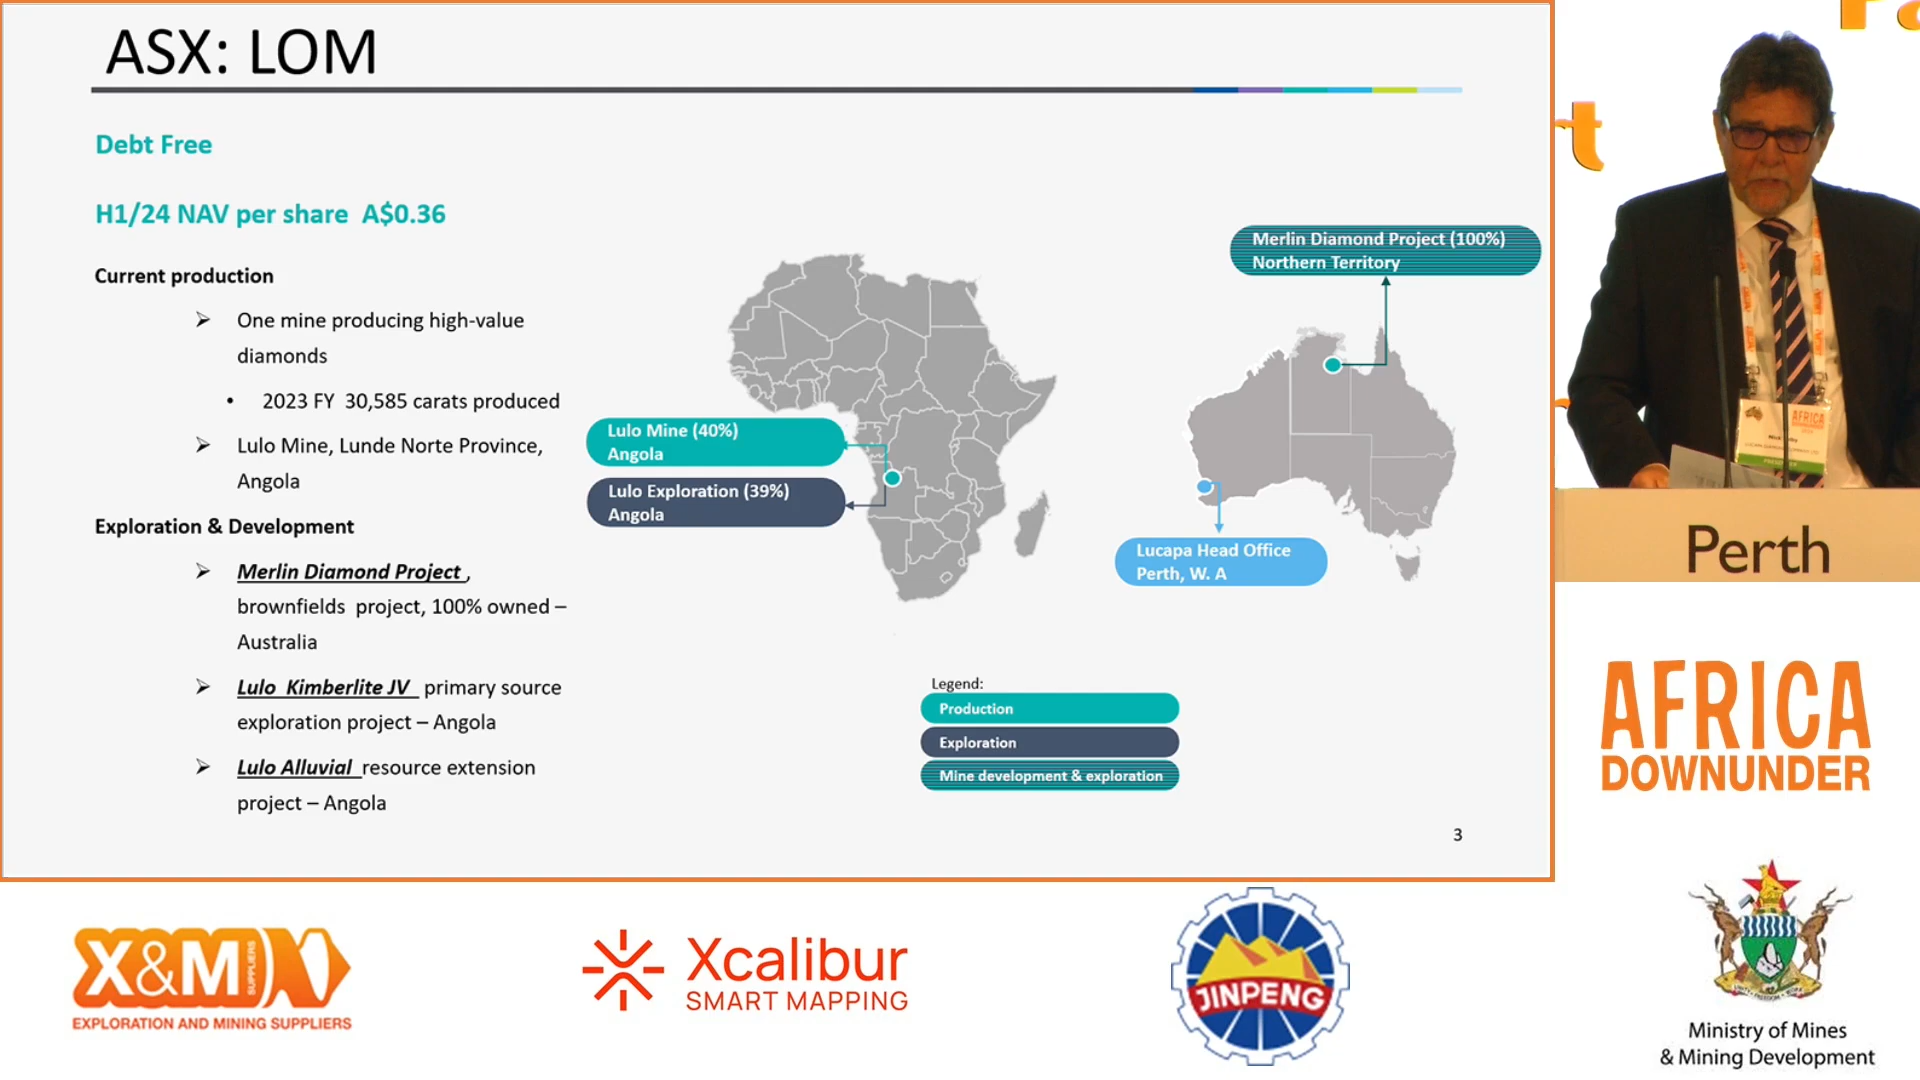 ASX: LOM
Debt Free
H1/24 NAV per share A$0.36
Current production
➢ One mine producing high-value
diamonds
• 2023 FY 30,585 carats produced
➢ Lulo Mine, Lunde Norte Province,
Angola
Exploration & Development
➢ Merlin Diamond Project ,
brownfields project, 100% owned –
Australia
➢ Lulo Kimberlite JV primary source
exploration project – Angola
➢ Lulo Alluvial resource extension
project – Angola
Lulo Mine (40%)
Angola
Lulo Exploration (39%)
Angola
Merlin Diamond Project (100%)
Northern Territory
Lucapa Head Office
Perth, W. A
Legend:
Production
Exploration
Mine development & exploration
3
t
AFRICA
DOWNUNDER
Perth
AFRICA
DOWNUNDER
X&M SUPPLIERS
EXPLORATION AND MINING SUPPLIERS
Xcalibur
SMART MAPPING
JINPENG
Ministry of Mines
& Mining Development